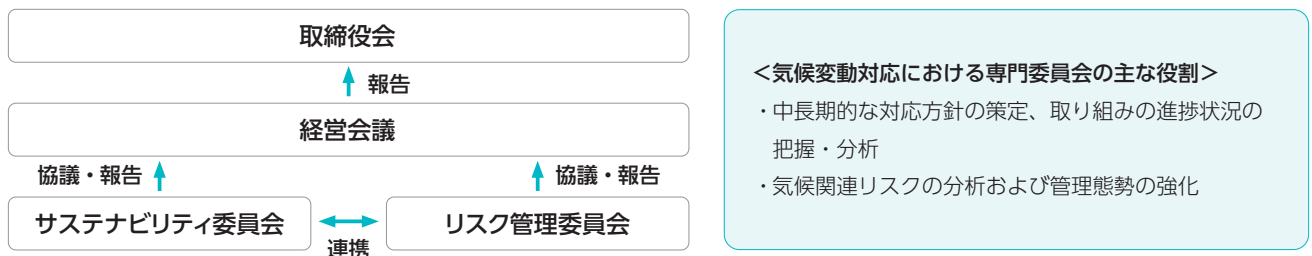 取締役会
報告
経営会議
協議・報告
協議・報告
サステナビリティ委員会
リスク管理委員会
連携
＜気候変動対応における専門委員会の主な役割＞
・中長期的な対応方針の策定、取り組みの進捗状況の
把握・分析
・気候関連リスクの分析および管理態勢の強化